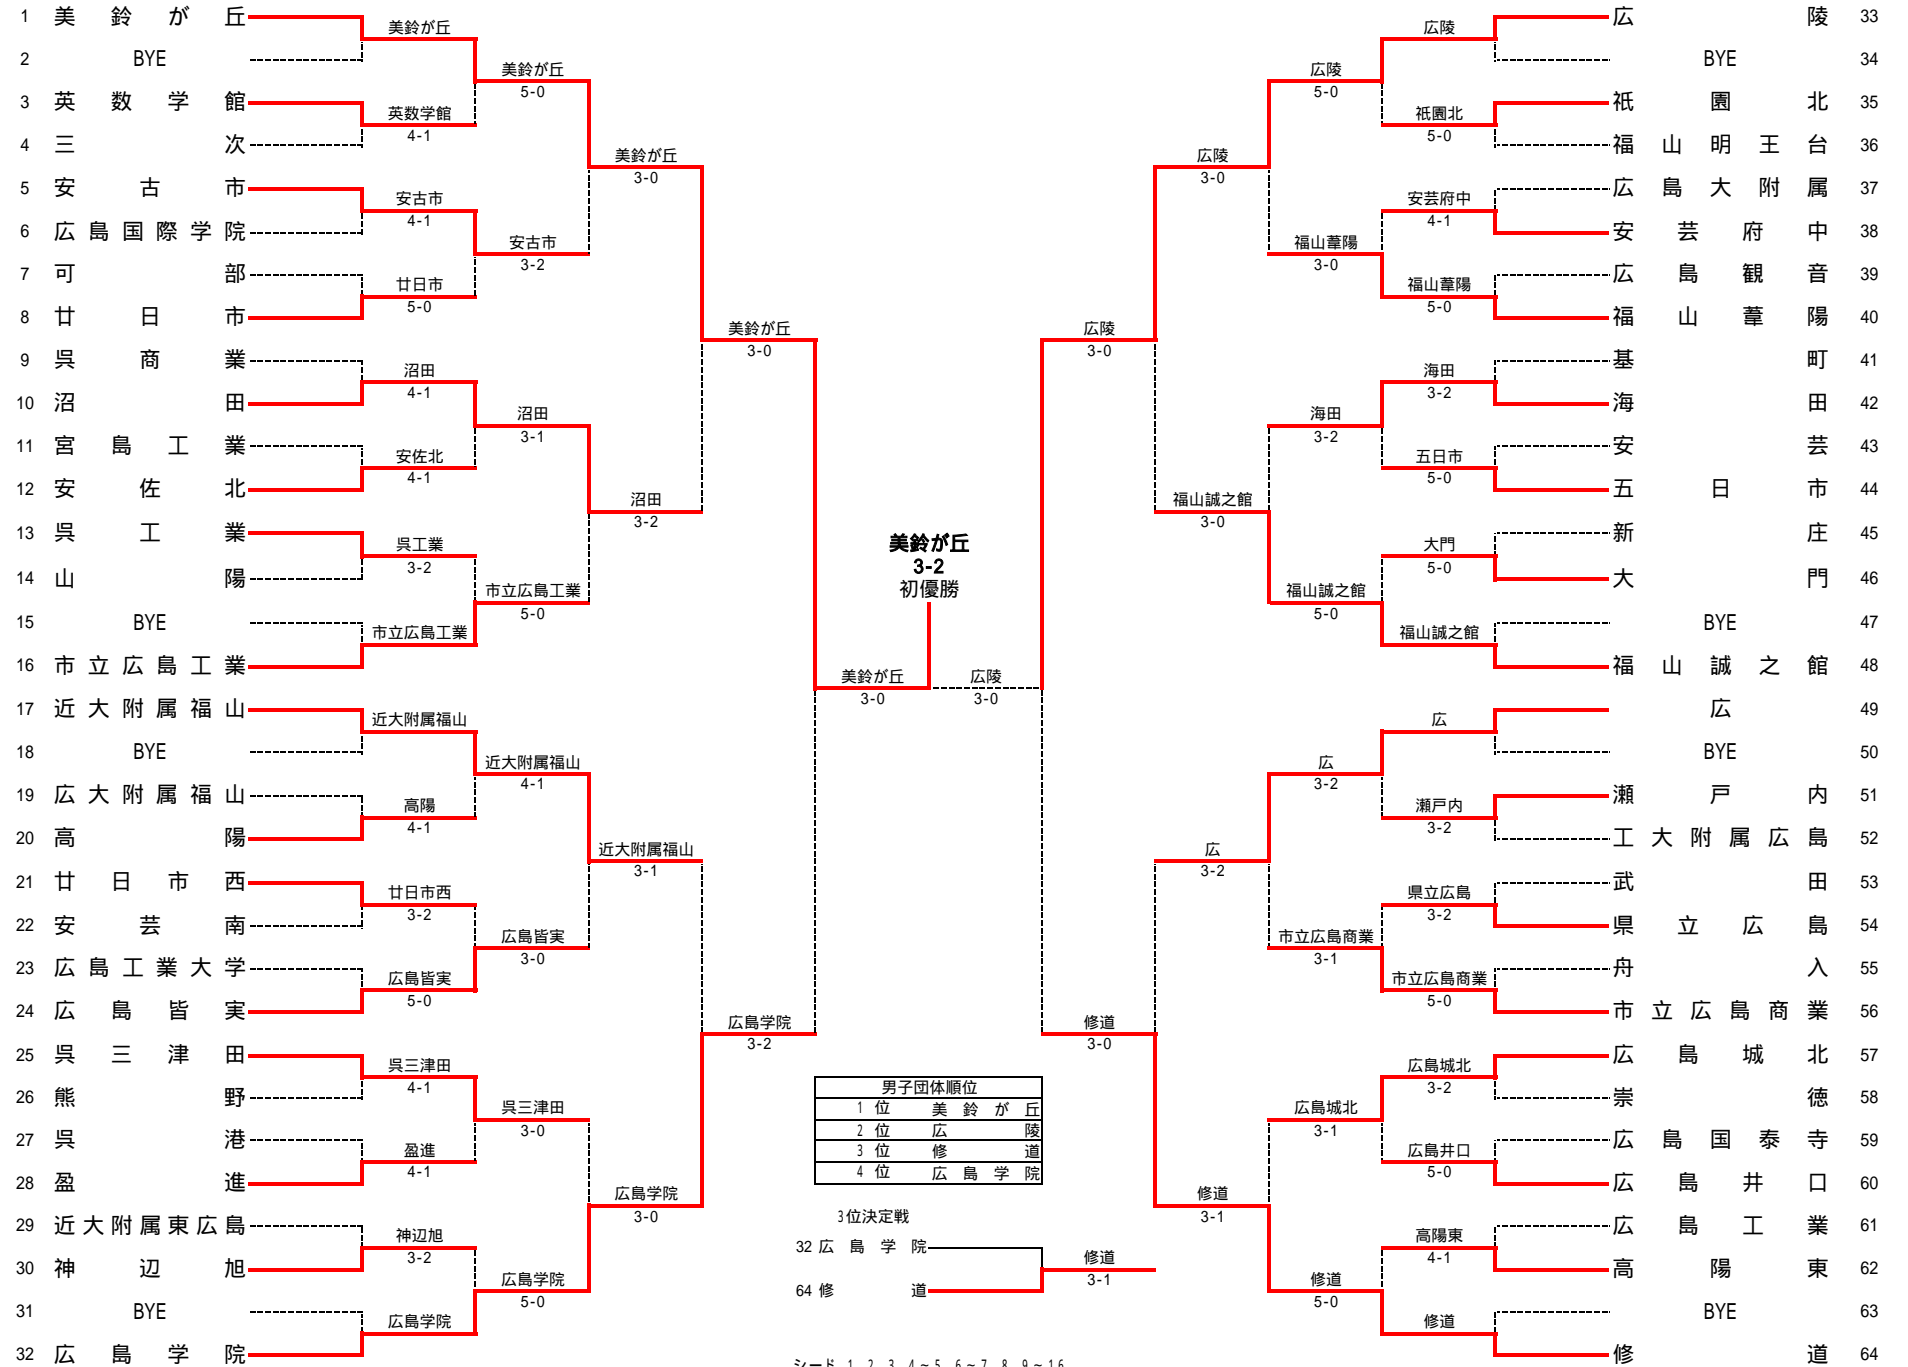 1 美鈴が丘
2 BYE
3 英数学館
4 三次
5 安古市
6 広島国際学院
7 可部
8 廿日市
9 呉商業
10 沼田
11 宮島工業
12 安佐北
13 呉工業
14 山陽
15 BYE
16 市立広島工業
17 近大附属福山
18 BYE
19 広大附属福山
20 高陽
21 廿日市西
22 安芸南
23 広島工業大学
24 広島皆実
25 呉三津田
26 熊野
27 呉港
28 盈進
29 近大附属東広島
30 神辺旭
31 BYE
32 広島学院
美鈴が丘
英数学館
4-1
安古市
4-1
廿日市
5-0
沼田
4-1
安佐北
4-1
呉工業
3-2
市立広島工業
近大附属福山
高陽
4-1
廿日市西
3-2
広島皆実
5-0
呉三津田
4-1
盈進
4-1
神辺旭
3-2
広島学院
美鈴が丘
5-0
安古市
3-2
沼田
3-1
市立広島工業
5-0
近大附属福山
4-1
広島皆実
3-0
呉三津田
3-0
広島学院
5-0
美鈴が丘
3-0
沼田
3-2
近大附属福山
3-1
広島学院
3-0
美鈴が丘
3-0
広島学院
3-2
美鈴が丘
3-0
美鈴が丘
3-2
初優勝
広陵
3-0
広陵
3-0
修道
3-0
広陵
3-0
福山誠之館
3-0
広
3-2
修道
3-1
広陵
5-0
福山葦陽
3-0
海田
3-2
福山誠之館
5-0
広
3-2
市立広島商業
3-1
広島城北
3-1
修道
5-0
広陵
祇園北
5-0
安芸府中
4-1
福山葦陽
5-0
海田
3-2
五日市
5-0
大門
5-0
福山誠之館
広
瀬戸内
3-2
県立広島
3-2
市立広島商業
5-0
広島城北
3-2
広島井口
5-0
高陽東
4-1
修道
広陵 33
BYE 34
祇園北 35
福山明王台 36
広島大附属 37
安芸府中 38
広島観音 39
福山葦陽 40
基町 41
海田 42
安芸 43
五日市 44
新庄 45
大門 46
BYE 47
福山誠之館 48
広 49
BYE 50
瀬戸内 51
工大附属広島 52
武田 53
県立広島 54
舟入 55
市立広島商業 56
広島城北 57
崇徳 58
広島国泰寺 59
広島井口 60
広島工業 61
高陽東 62
BYE 63
修道 64
男子団体順位
1位 美鈴が丘
2位 広陵
3位 修道
4位 広島学院
3位決定戦
32 広島学院
64 修道
修道
3-1
シード 1、2、3、4~5、6~7、8、9~16